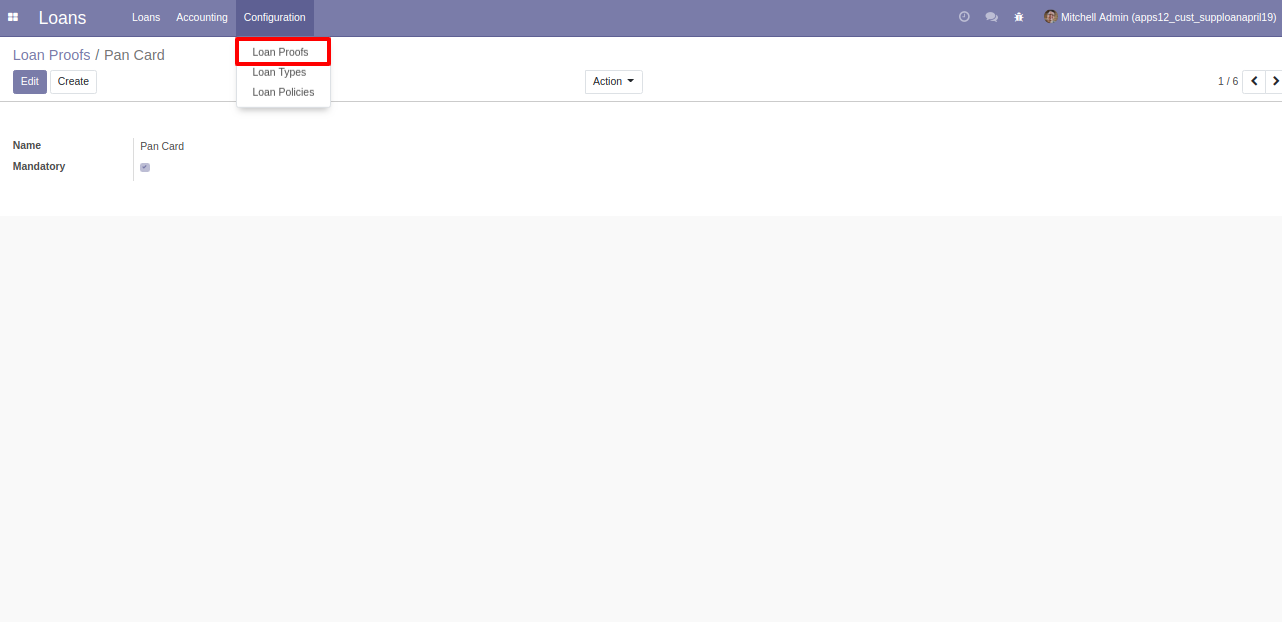 Loans Loans Accounting Configuration Mitchell Admin (apps12_cust_supploanapril19)
Loan Proofs / Pan Card
Loan Proofs
Loan Types
Loan Policies
Edit Create Action 1 / 6
Name Pan Card
Mandatory